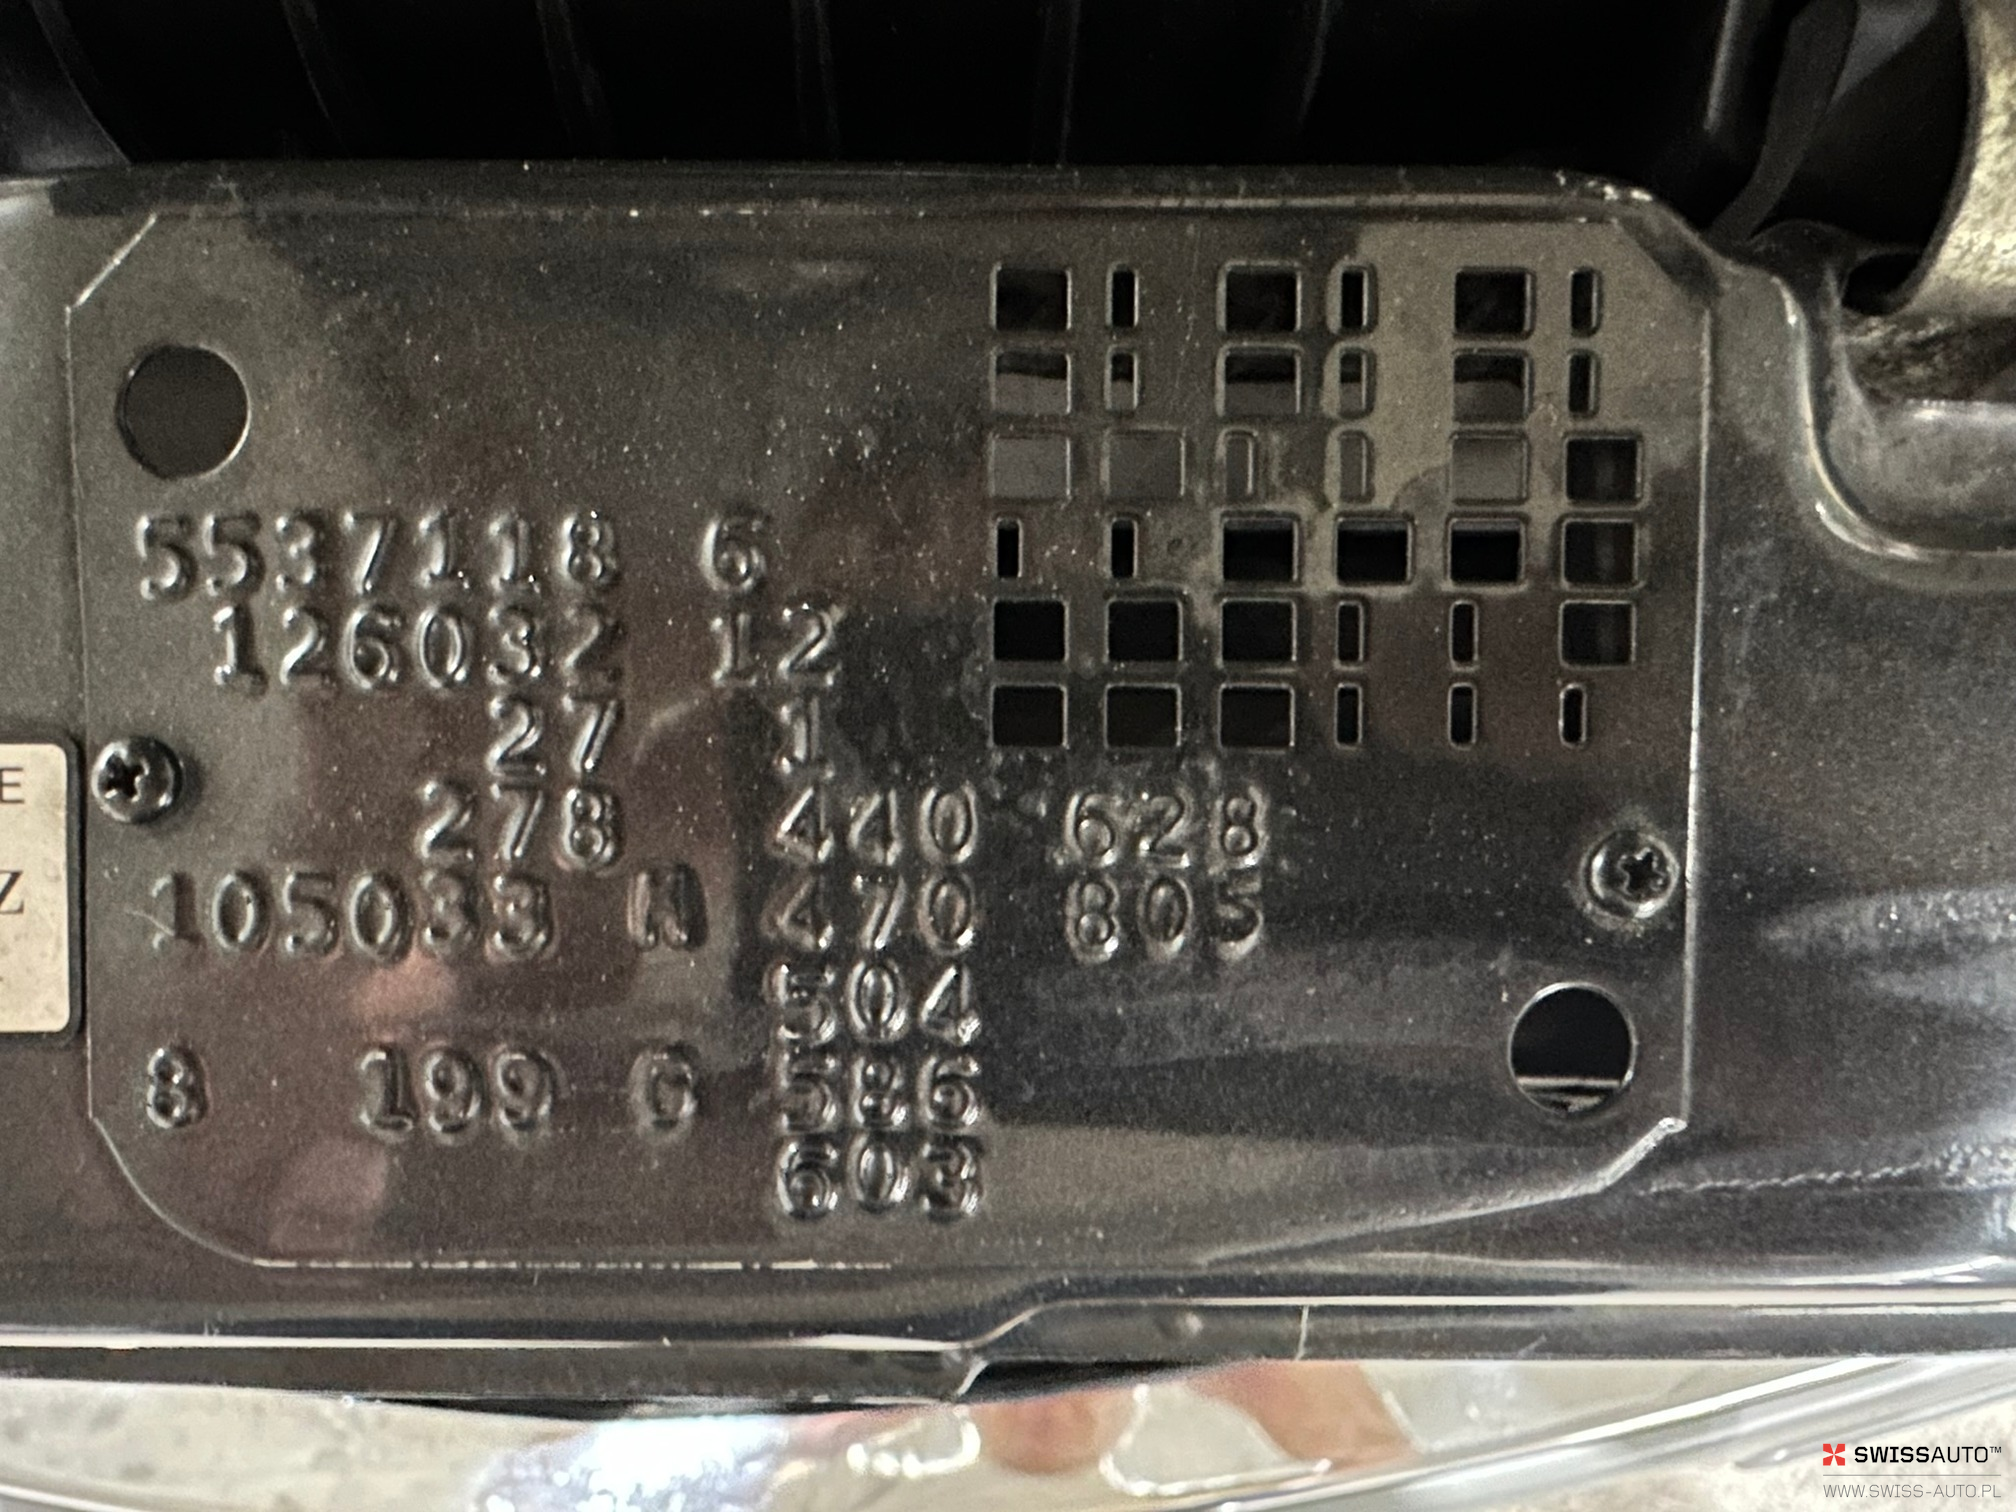 5537118 6
126032 12
27 1
278 440 628
105033 N 470 805
504
8 199 G 586
603
E
Z
SWISSAUTO™
WWW.SWISS-AUTO.PL